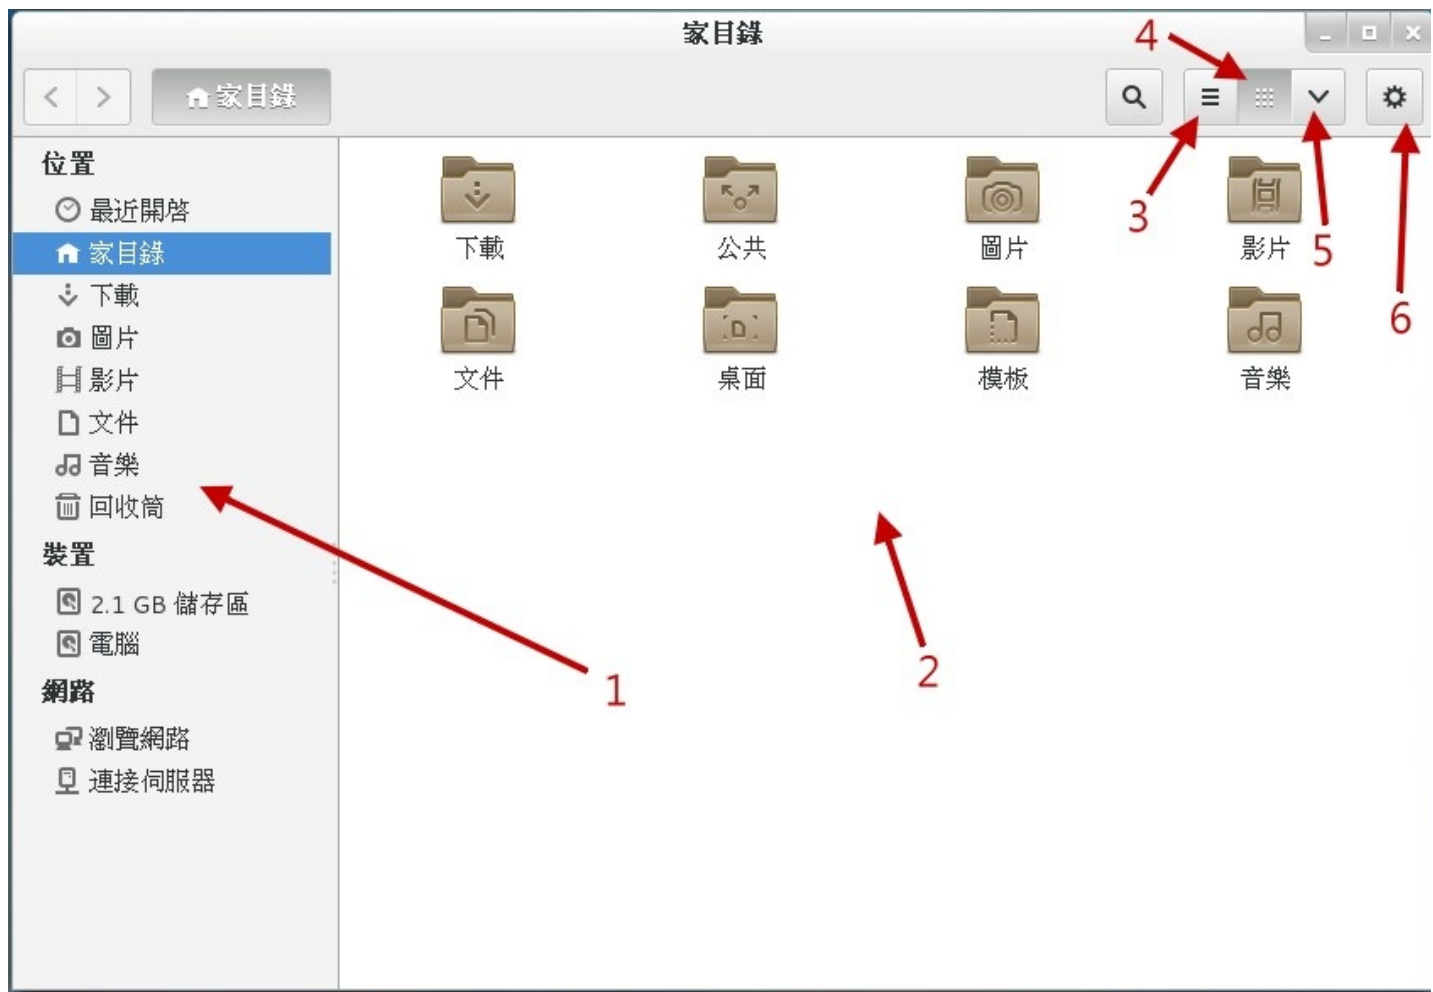 家目錄
4
家目錄
位置
最近開啓
家目錄
下載
圖片
影片
文件
音樂
回收筒
裝置
2.1 GB 儲存區
電腦
網路
瀏覽網路
連接伺服器
下載
公共
圖片
影片
文件
桌面
模板
音樂
3
5
6
1
2